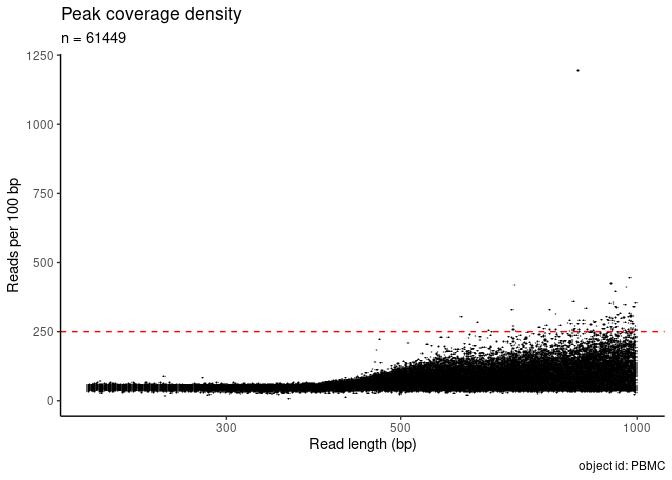 Peak coverage density
n = 61449
1250
1000
750
500
250
0
Reads per 100 bp
300
500
1000
Read length (bp)
object id: PBMC